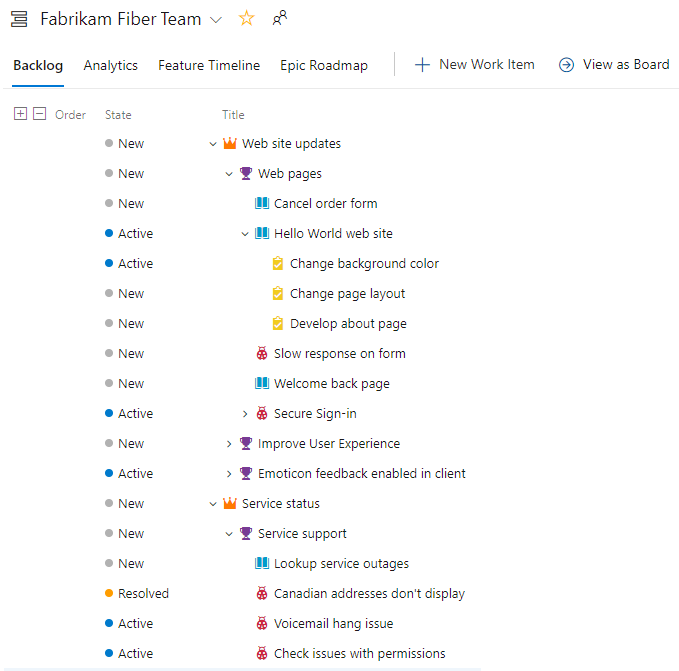 Fabrikam Fiber Team
Backlog Analytics Feature Timeline Epic Roadmap New Work Item View as Board
Order State Title
New Web site updates
New Web pages
New Cancel order form
Active Hello World web site
Active Change background color
New Change page layout
New Develop about page
New Slow response on form
New Welcome back page
Active Secure Sign-in
New Improve User Experience
Active Emoticon feedback enabled in client
New Service status
New Service support
New Lookup service outages
Resolved Canadian addresses don't display
Active Voicemail hang issue
Active Check issues with permissions